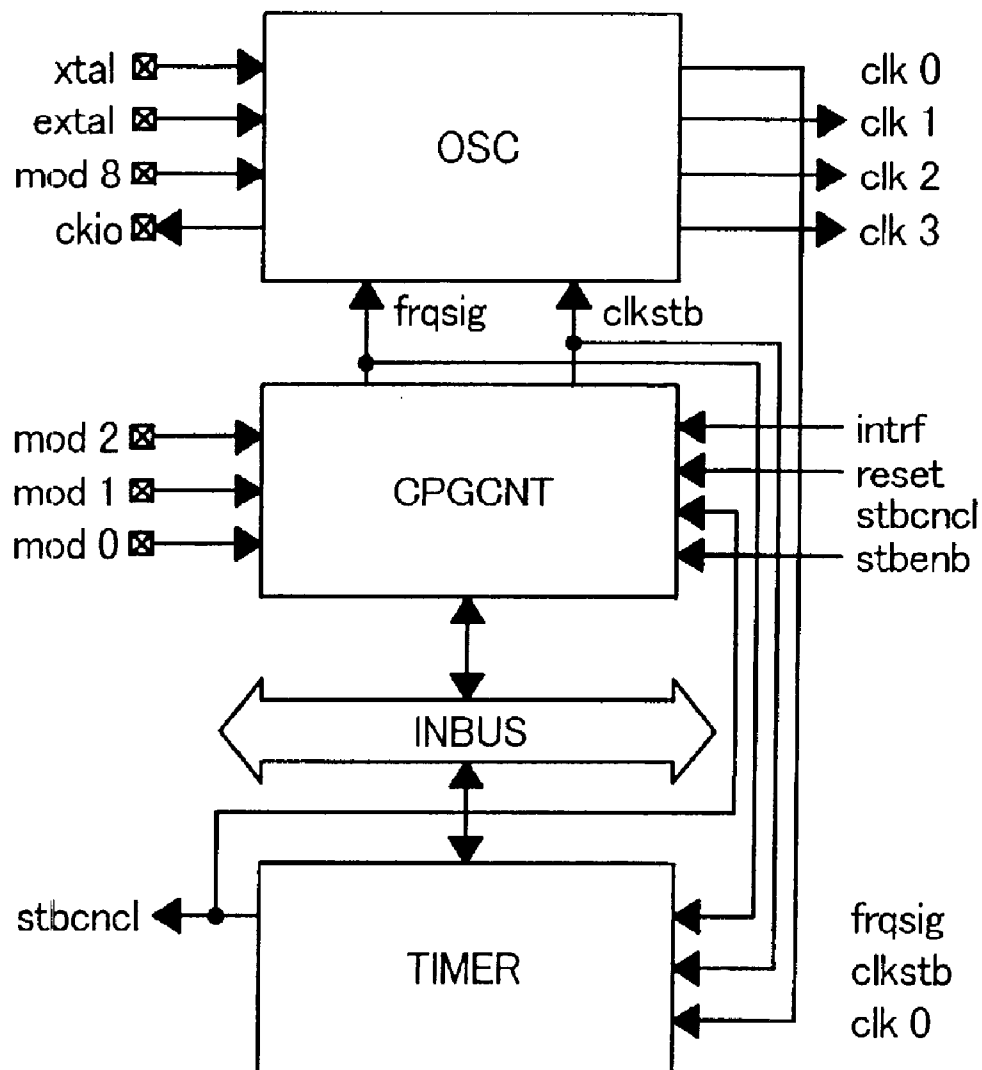 xtal
extal
mod 8
ckio
OSC
clk 0
clk 1
clk 2
clk 3
frqsig
clkstb
mod 2
mod 1
mod 0
CPGCNT
intrf
reset
stbcncl
stbenb
INBUS
stbcncl
TIMER
frqsig
clkstb
clk 0